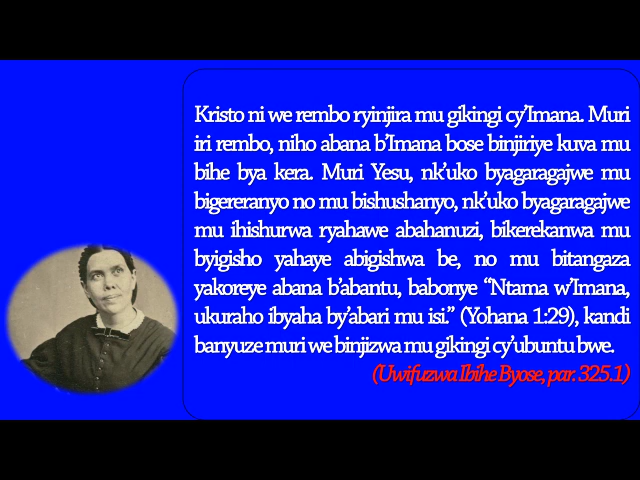 Kristo ni we rembo ryinjira mu gikingi cy'Imana. Muri
iri rembo, niho abana b'Imana bose binjiriye kuva mu
bihe bya kera. Muri Yesu, nk'uko byagaragajwe mu
bigereranyo no mu bishushanyo, nk'uko byagaragajwe
mu ihishurwa ryahawe abahanuzi, bikerekanwa mu
byigisho yahaye abigishwa be, no mu bitangaza
yakoreye abana b'abantu, babonye “Ntama w'Imana,
ukuraho ibyaha by'abari mu isi.” (Yohana 1:29), kandi
banyuze muri we binjizwa mu gikingi cy'ubuntu bwe.
(Uwifuzwa Ibihe Byose, par. 325.1)